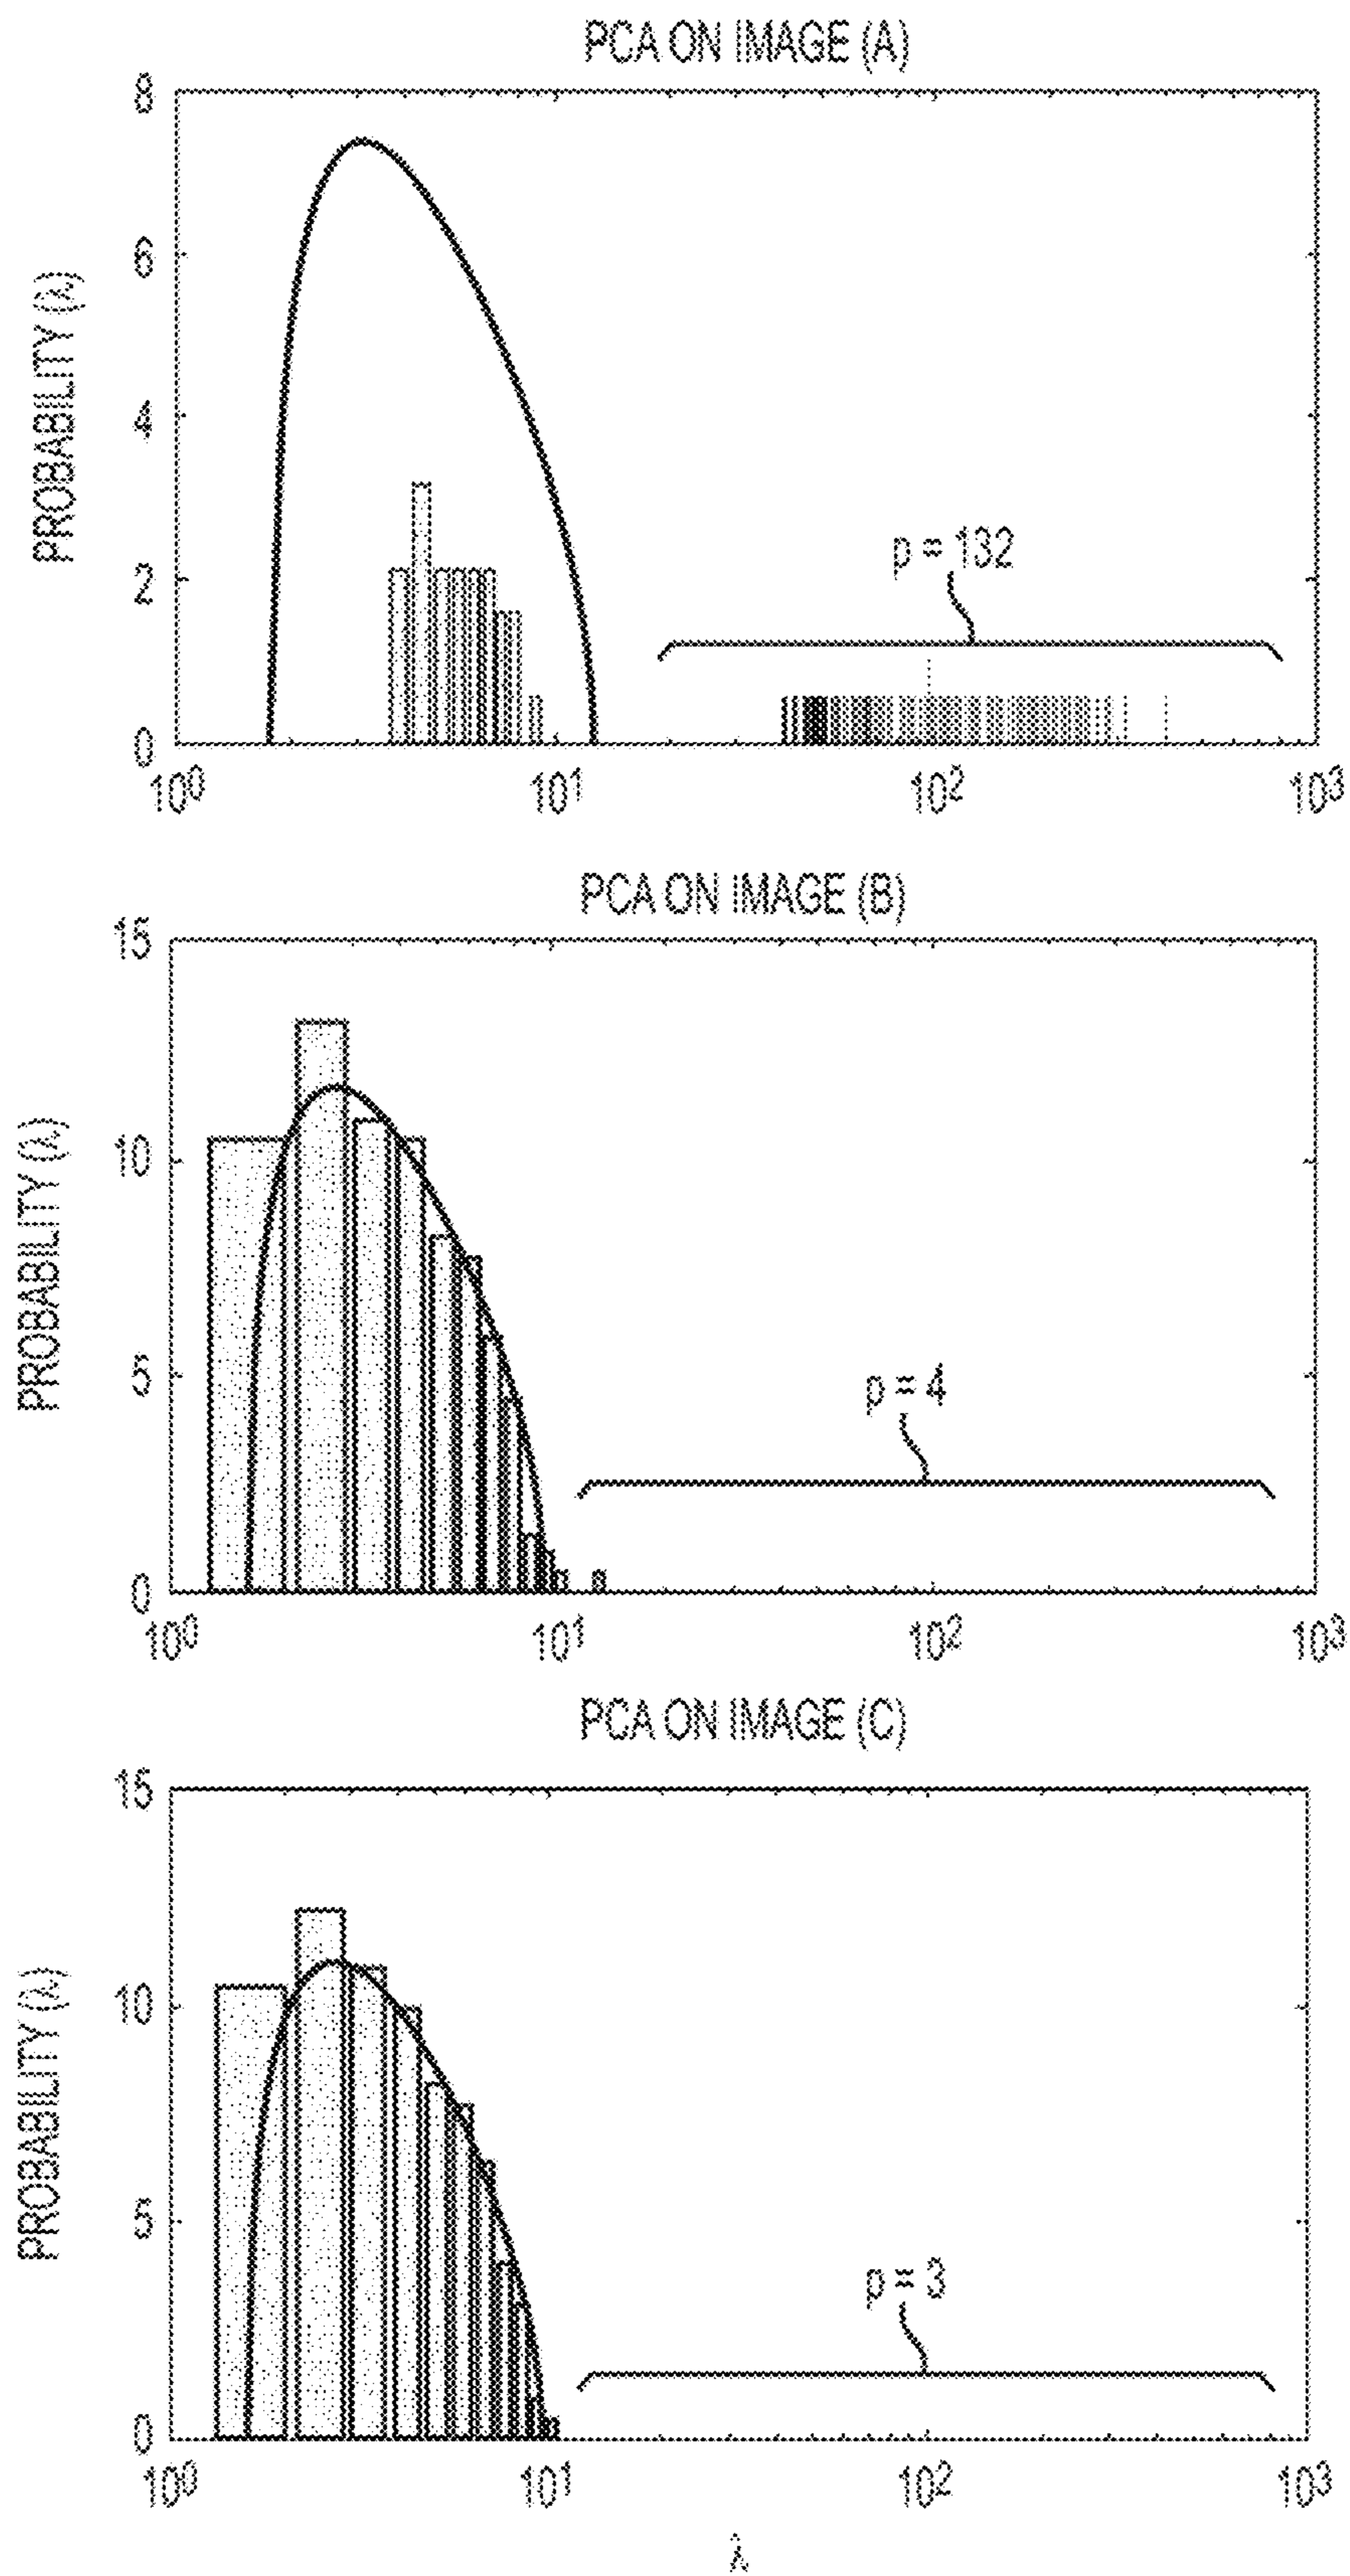 PCA ON IMAGE (A)
PROBABILITY (λ)
8
6
4
2
0
p = 132
10⁰ 10¹ 10² 10³
PCA ON IMAGE (B)
PROBABILITY (λ)
15
10
5
0
p = 4
10⁰ 10¹ 10² 10³
PCA ON IMAGE (C)
PROBABILITY (λ)
15
10
5
0
p = 3
10⁰ 10¹ 10² 10³
λ